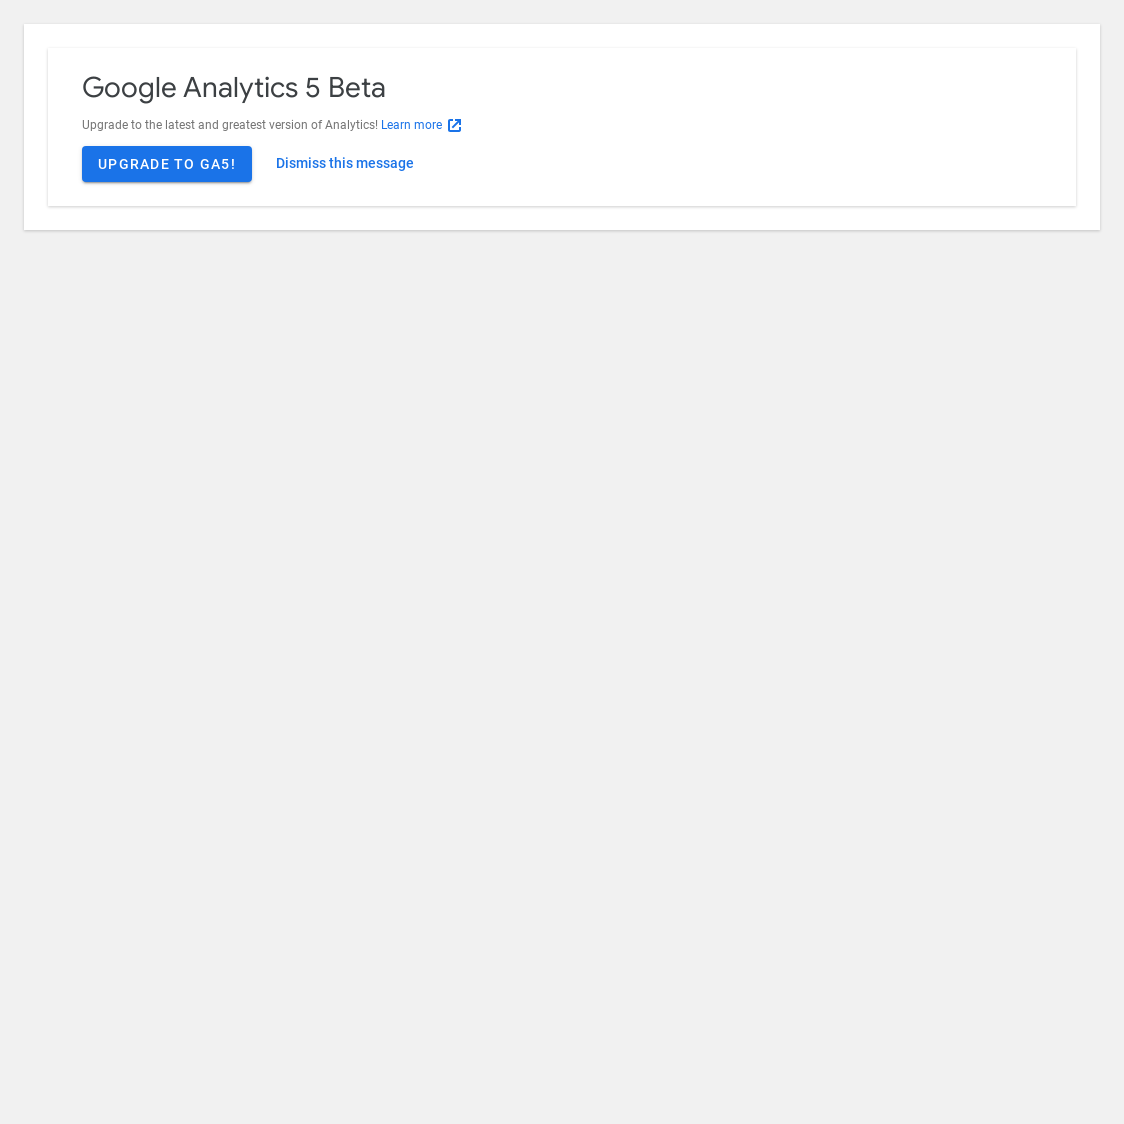 Google Analytics 5 Beta
Upgrade to the latest and greatest version of Analytics! Learn more
UPGRADE TO GA5!
Dismiss this message